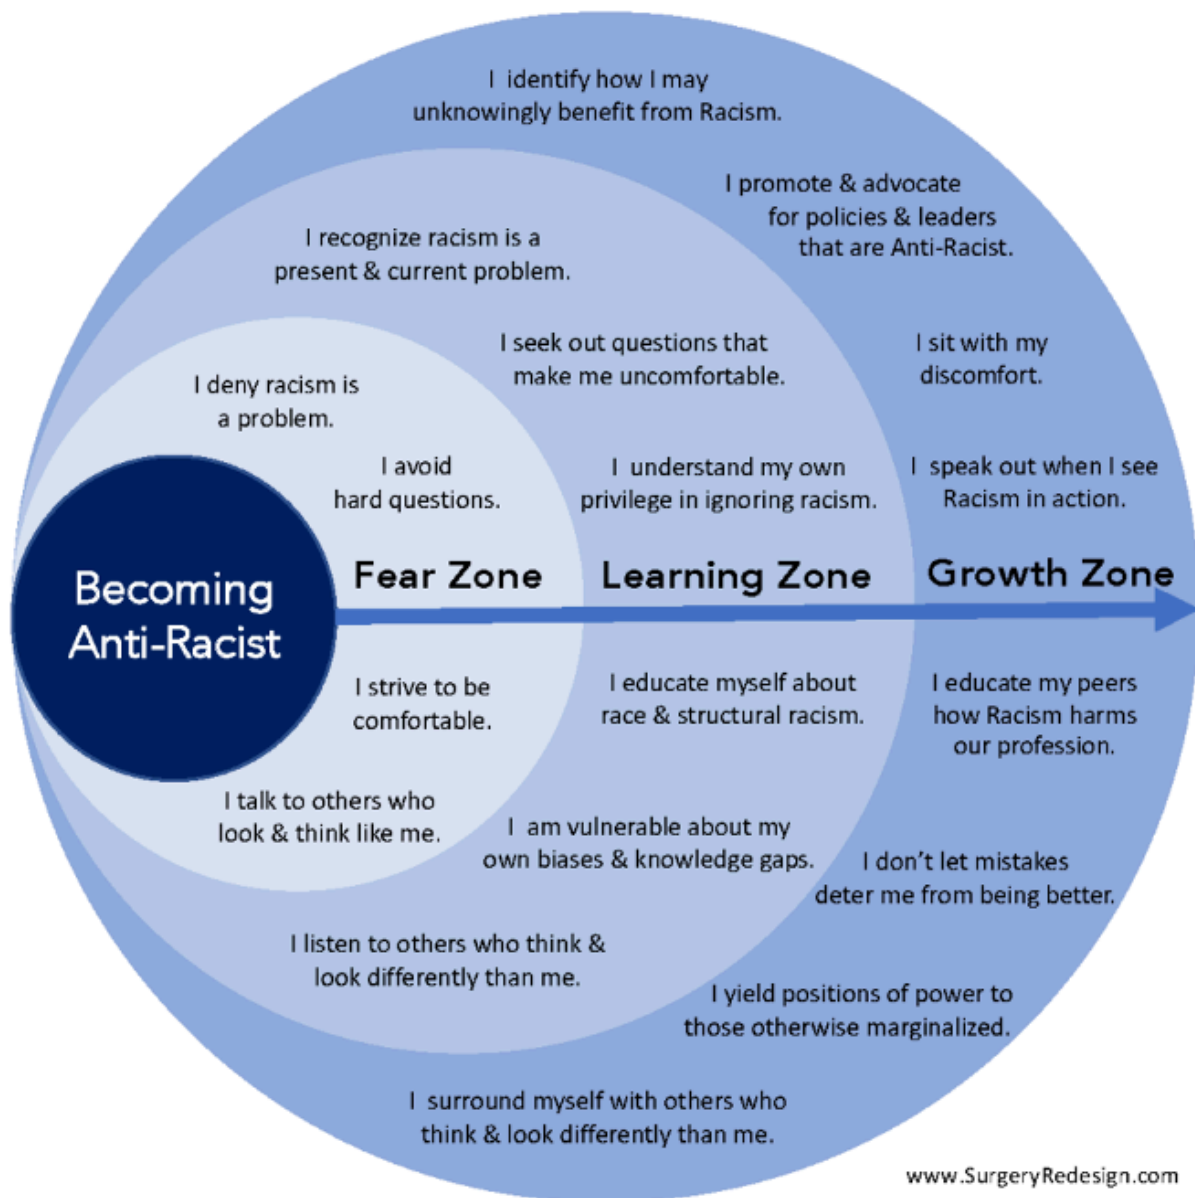 I identify how I may
unknowingly benefit from Racism.
I promote & advocate
for policies & leaders
that are Anti-Racist.
I recognize racism is a
present & current problem.
I seek out questions that
make me uncomfortable.
I sit with my
discomfort.
I deny racism is
a problem.
I avoid
hard questions.
I understand my own
privilege in ignoring racism.
I speak out when I see
Racism in action.
Becoming
Anti-Racist
Fear Zone
Learning Zone
Growth Zone
I strive to be
comfortable.
I educate myself about
race & structural racism.
I educate my peers
how Racism harms
our profession.
I talk to others who
look & think like me.
I am vulnerable about my
own biases & knowledge gaps.
I don't let mistakes
deter me from being better.
I listen to others who think &
look differently than me.
I yield positions of power to
those otherwise marginalized.
I surround myself with others who
think & look differently than me.
www.SurgeryRedesign.com